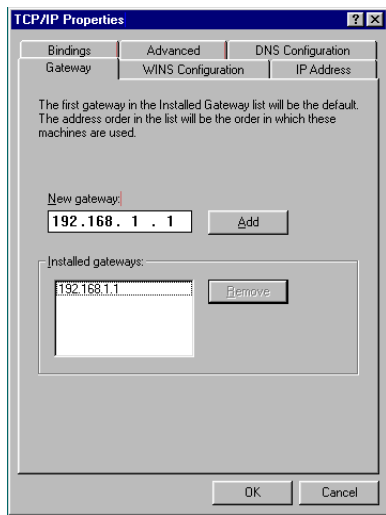 TCP/IP Properties
Bindings
Advanced
DNS Configuration
Gateway
WINS Configuration
IP Address
The first gateway in the Installed Gateway list will be the default.
The address order in the list will be the order in which these
machines are used.
New gateway:
192.168. 1 . 1
Add
Installed gateways:
192.168.1.1
Remove
OK
Cancel